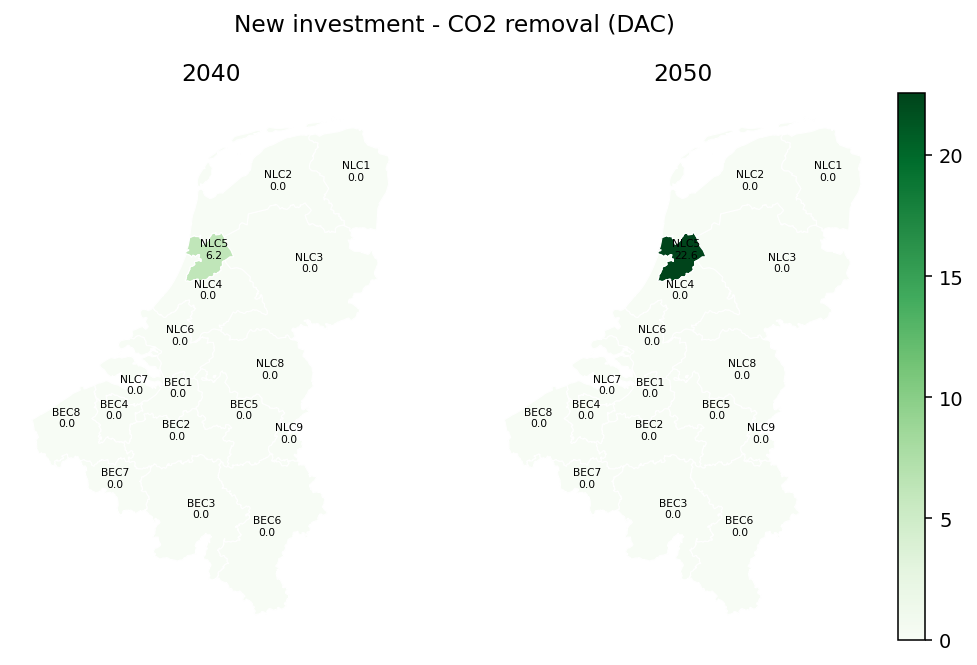 New investment - CO2 removal (DAC)
2040
NLC1
0.0
NLC2
0.0
NLC5
6.2
NLC3
0.0
NLC4
0.0
NLC6
0.0
NLC8
0.0
NLC7
0.0
BEC1
0.0
BEC4
0.0
BEC5
0.0
BEC8
0.0
BEC2
0.0
NLC9
0.0
BEC7
0.0
BEC3
0.0
BEC6
0.0
2050
NLC1
0.0
NLC2
0.0
NLC5
22.6
NLC3
0.0
NLC4
0.0
NLC6
0.0
NLC8
0.0
NLC7
0.0
BEC1
0.0
BEC4
0.0
BEC5
0.0
BEC8
0.0
BEC2
0.0
NLC9
0.0
BEC7
0.0
BEC3
0.0
BEC6
0.0
20
15
10
5
0